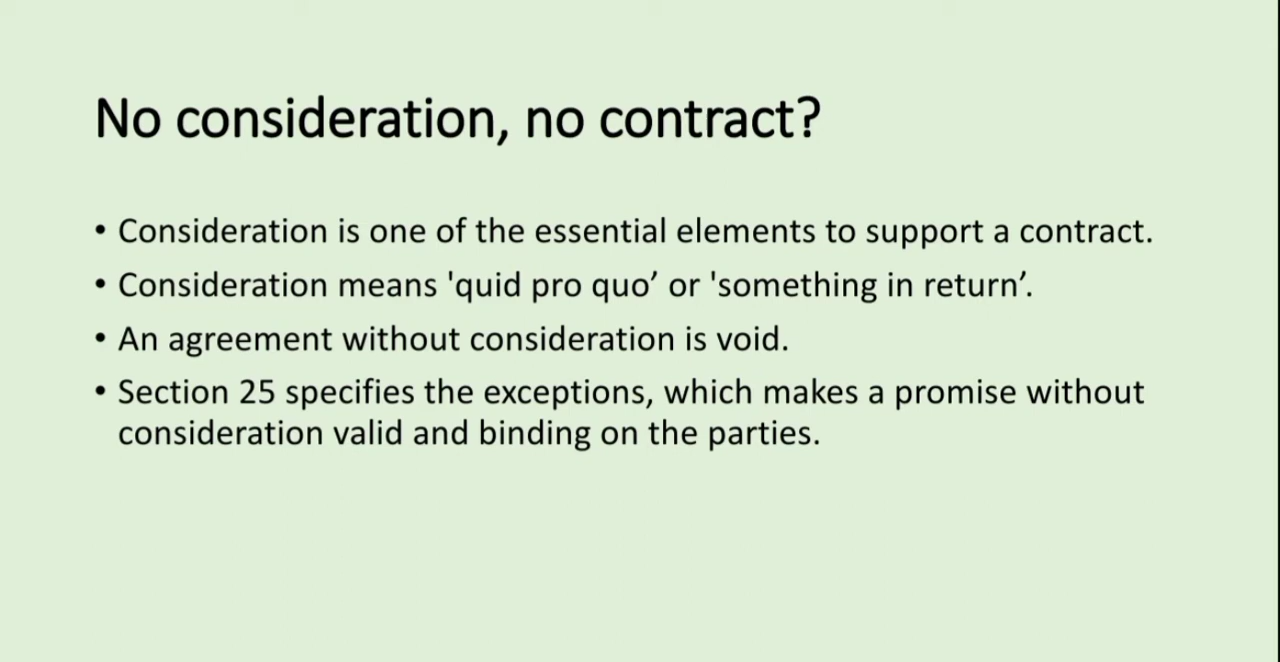 No consideration, no contract?
• Consideration is one of the essential elements to support a contract.
• Consideration means 'quid pro quo’ or 'something in return’.
• An agreement without consideration is void.
• Section 25 specifies the exceptions, which makes a promise without
consideration valid and binding on the parties.